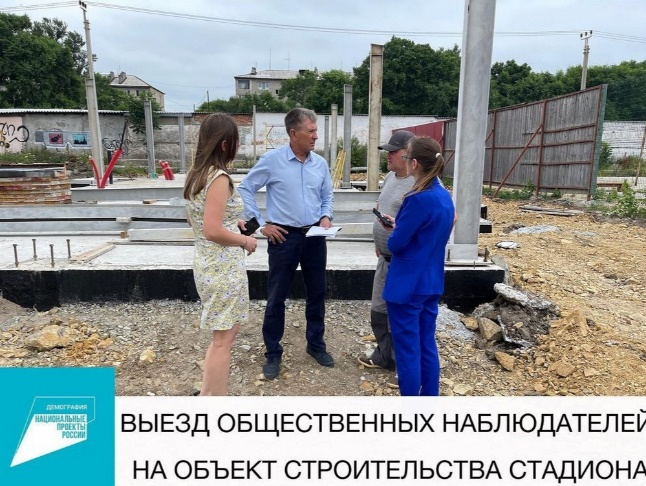 ДЕМОГРАФИЯ
НАЦИОНАЛЬНЫЕ
ПРОЕКТЫ
РОССИИ
ВЫЕЗД ОБЩЕСТВЕННЫХ НАБЛЮДАТЕЛЕЙ
НА ОБЪЕКТ СТРОИТЕЛЬСТВА СТАДИОНА